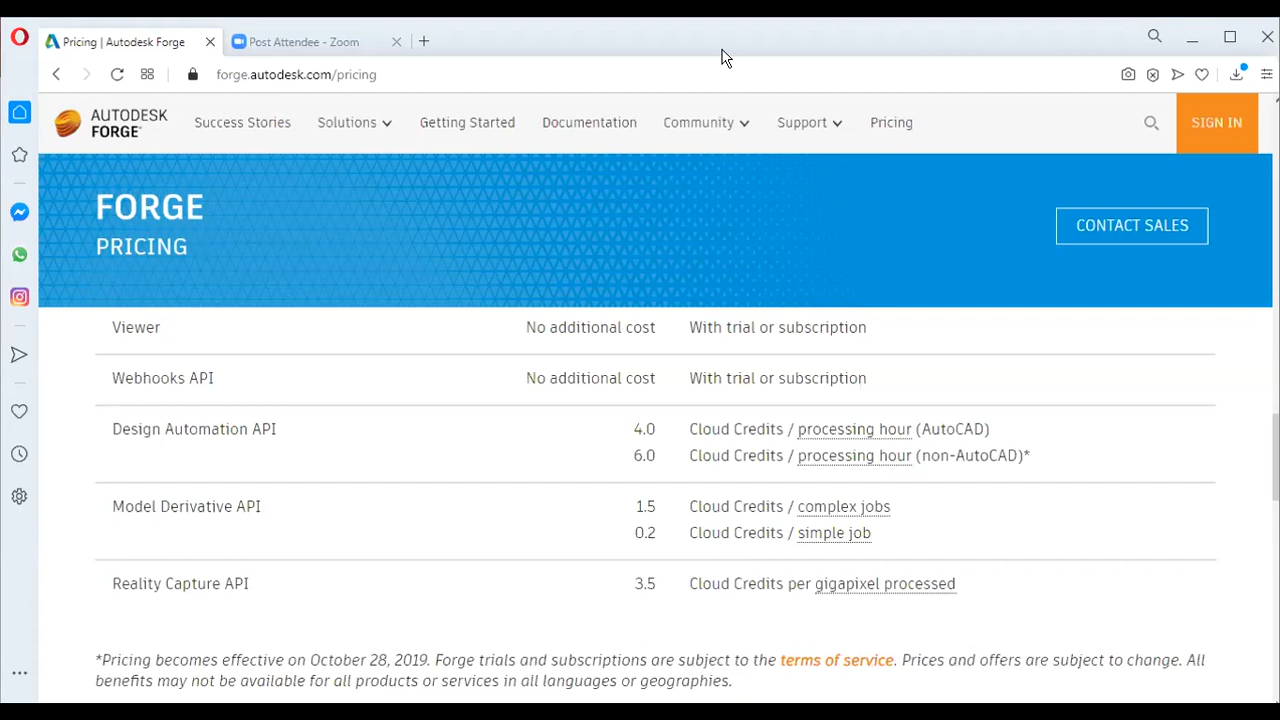 Pricing | Autodesk Forge
Post Attendee - Zoom
forge.autodesk.com/pricing
AUTODESK
FORGE
Success Stories
Solutions
Getting Started
Documentation
Community
Support
Pricing
SIGN IN
FORGE
PRICING
CONTACT SALES
Viewer No additional cost With trial or subscription
Webhooks API No additional cost With trial or subscription
Design Automation API 4.0 Cloud Credits / processing hour (AutoCAD)
6.0 Cloud Credits / processing hour (non-AutoCAD)*
Model Derivative API 1.5 Cloud Credits / complex jobs
0.2 Cloud Credits / simple job
Reality Capture API 3.5 Cloud Credits per gigapixel processed
*Pricing becomes effective on October 28, 2019. Forge trials and subscriptions are subject to the terms of service. Prices and offers are subject to change. All
benefits may not be available for all products or services in all languages or geographies.